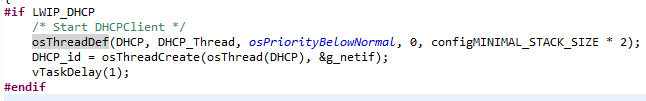 #if LWIP_DHCP
/* Start DHCPClient */
osThreadDef(DHCP, DHCP_Thread, osPriorityBelowNormal, 0, configMINIMAL_STACK_SIZE * 2);
DHCP_id = osThreadCreate(osThread(DHCP), &g_netif);
vTaskDelay(1);
#endif